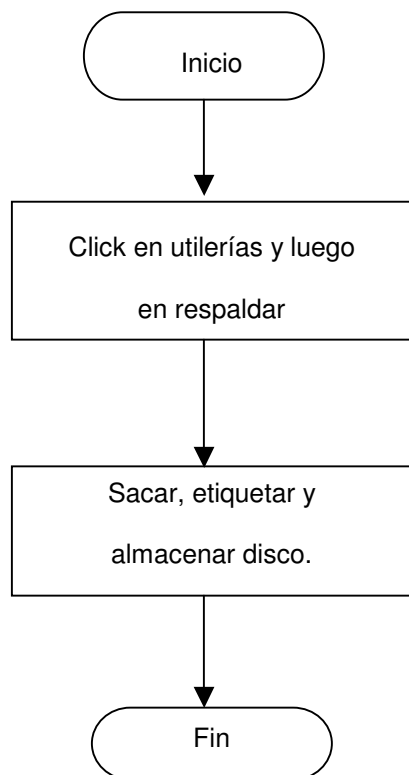 Inicio
Click en utilerías y luego
en respaldar
Sacar, etiquetar y
almacenar disco.
Fin